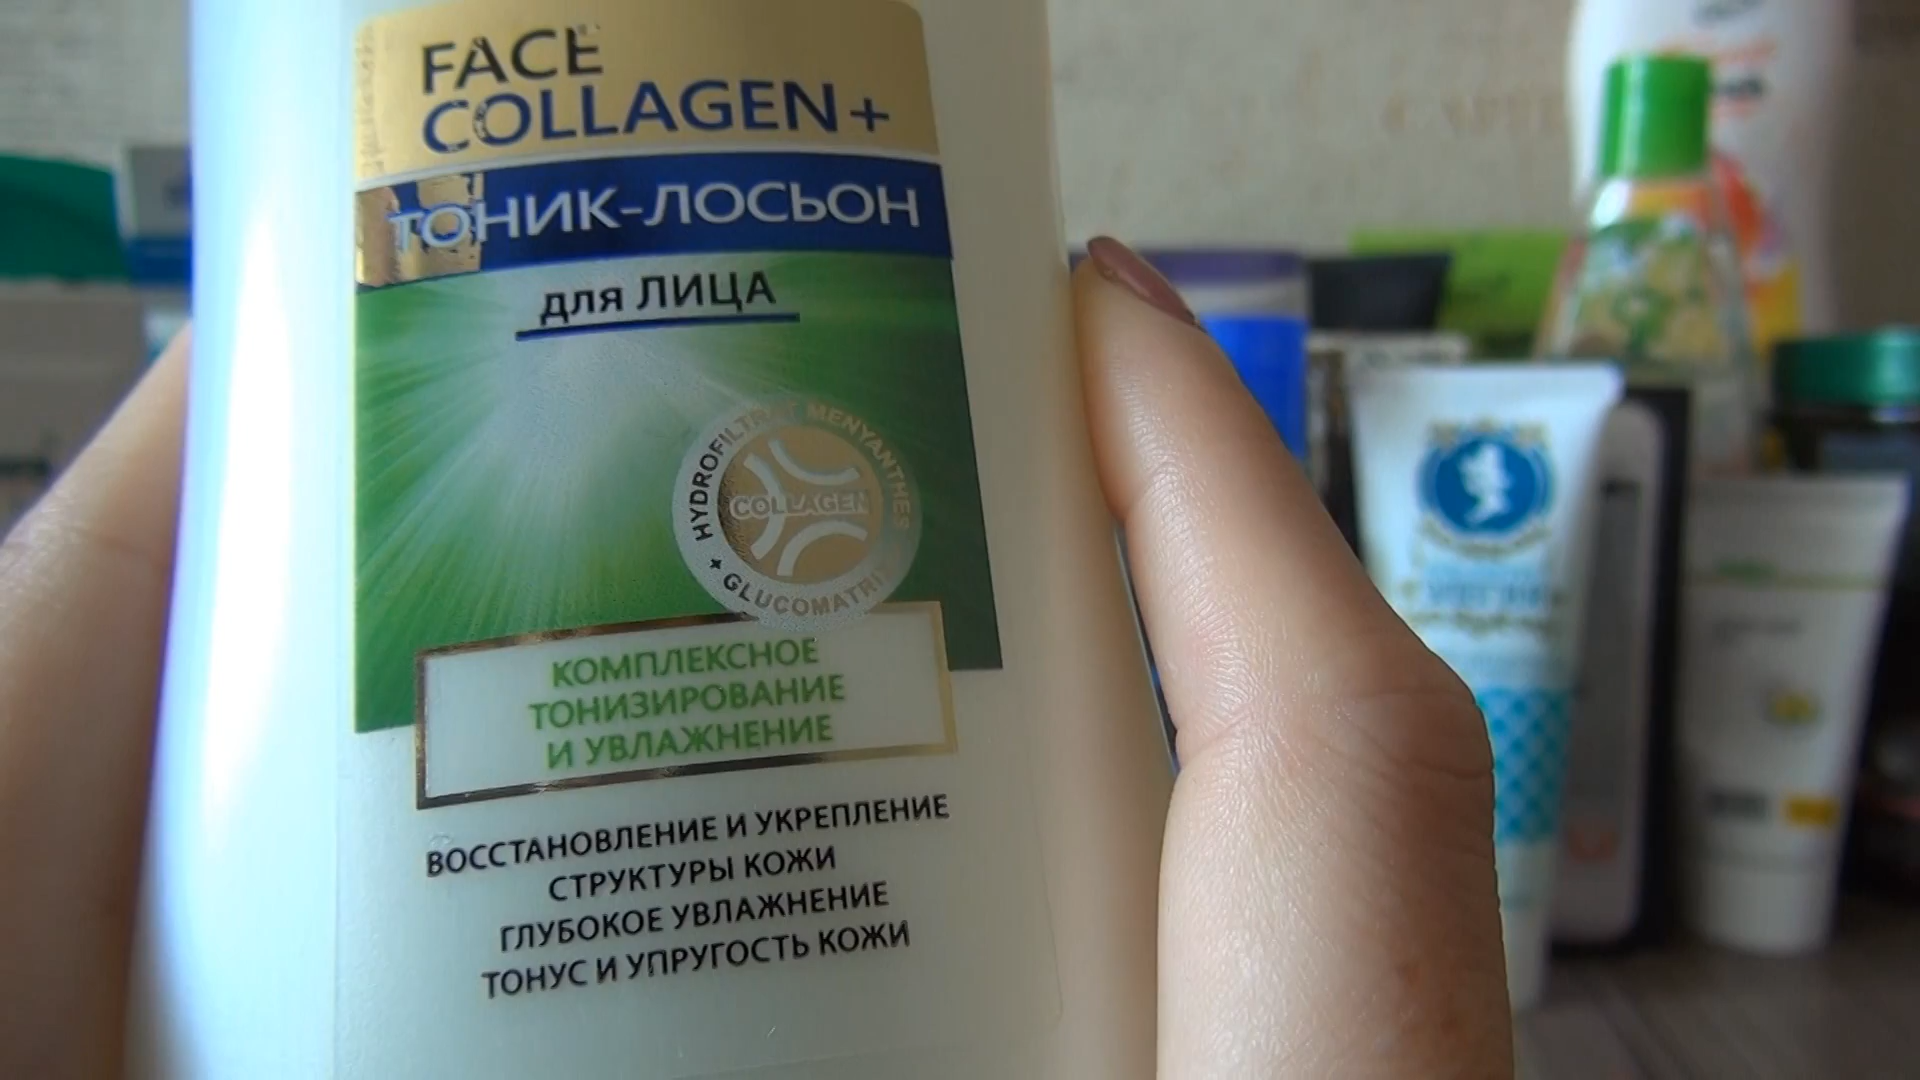 FACE
COLLAGEN+
ТОНИК-ЛОСЬОН
для ЛИЦА
HYDROFILTRAT MENYANTHES
COLLAGEN
+ GLUCOMATRIX
КОМПЛЕКСНОЕ
ТОНИЗИРОВАНИЕ
И УВЛАЖНЕНИЕ
ВОССТАНОВЛЕНИЕ И УКРЕПЛЕНИЕ
СТРУКТУРЫ КОЖИ
ГЛУБОКОЕ УВЛАЖНЕНИЕ
ТОНУС И УПРУГОСТЬ КОЖИ